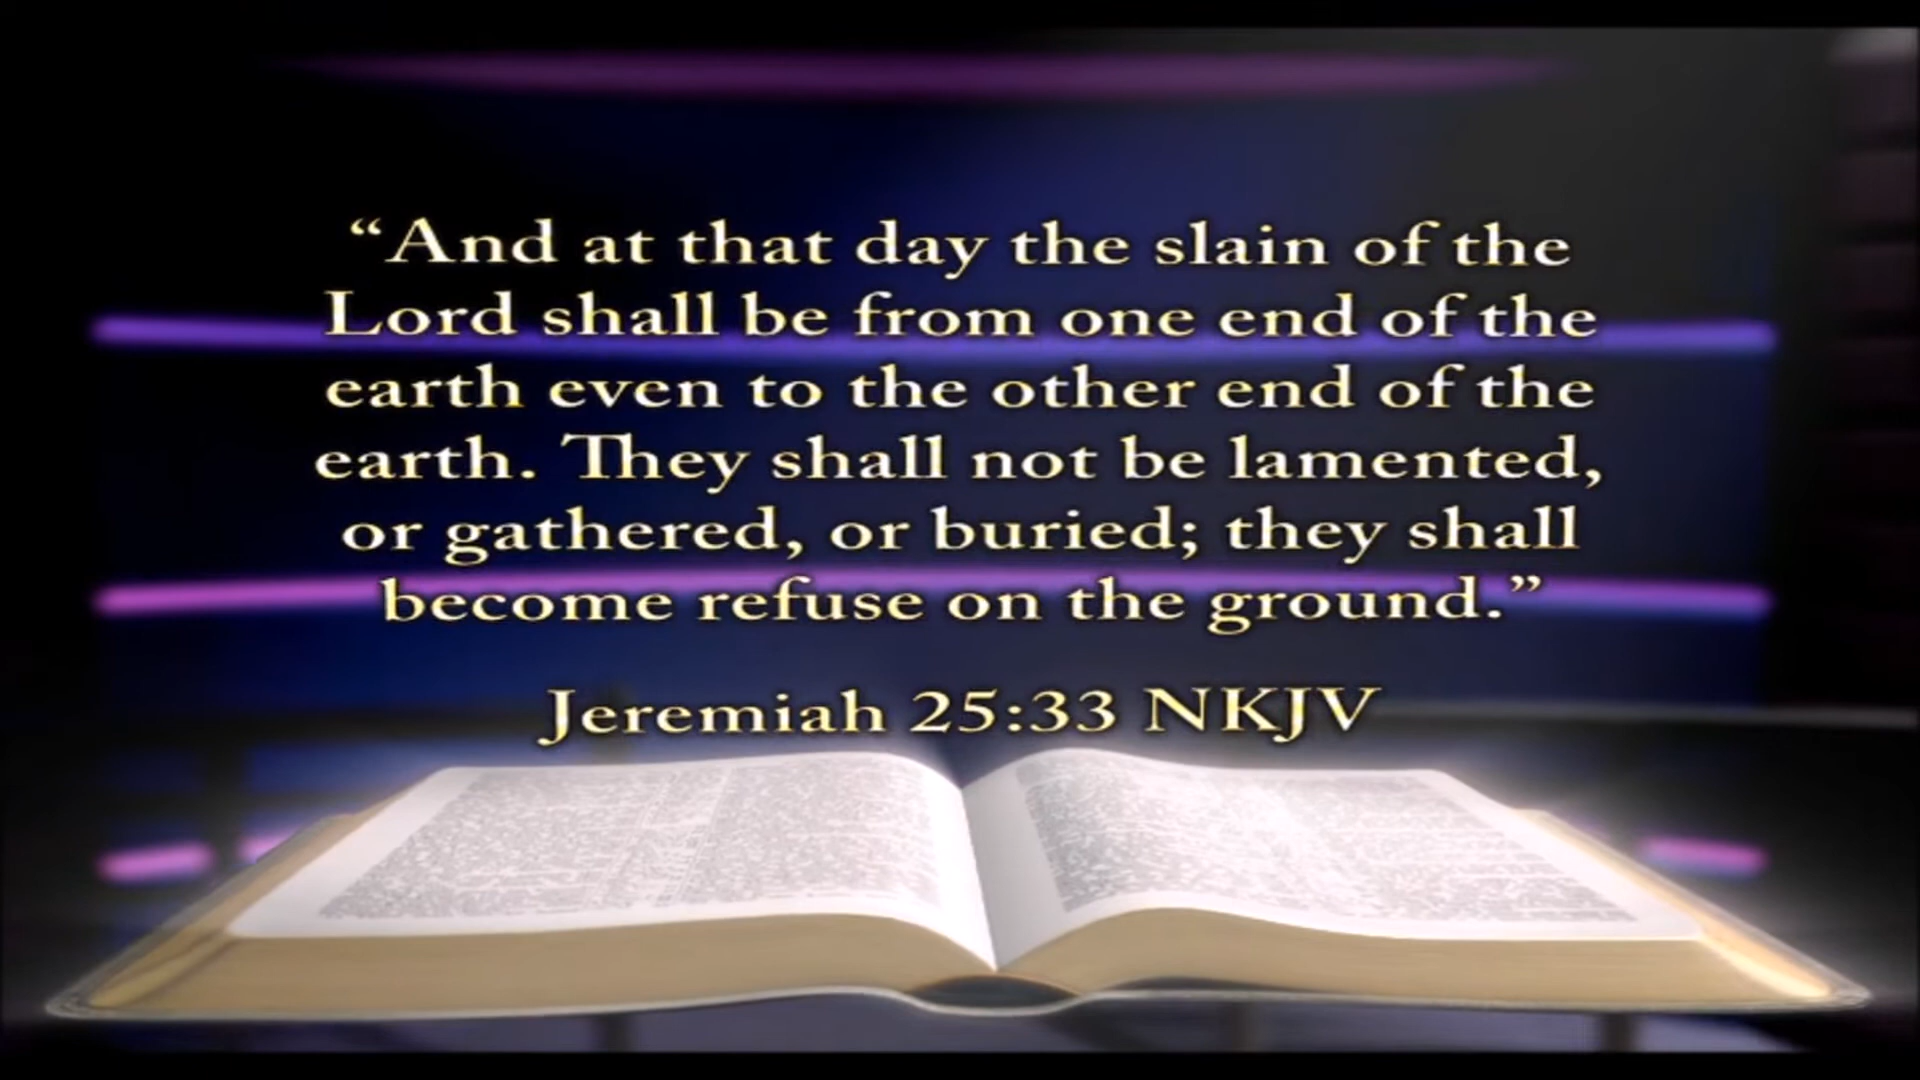 “And at that day the slain of the
Lord shall be from one end of the
earth even to the other end of the
earth. They shall not be lamented,
or gathered, or buried; they shall
become refuse on the ground.”
Jeremiah 25:33 NKJV